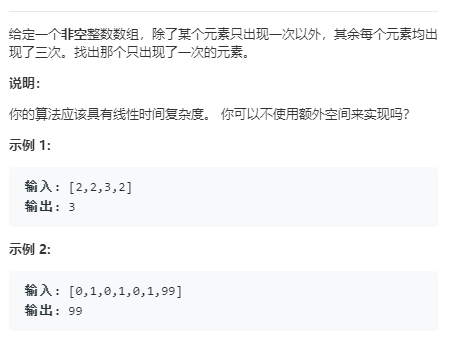 给定一个非空整数数组，除了某个元素只出现一次以外，其余每个元素均出
现了三次。找出那个只出现了一次的元素。
说明：
你的算法应该具有线性时间复杂度。 你可以不使用额外空间来实现吗？
示例 1:
输入: [2,2,3,2]
输出: 3
示例 2:
输入: [0,1,0,1,0,1,99]
输出: 99